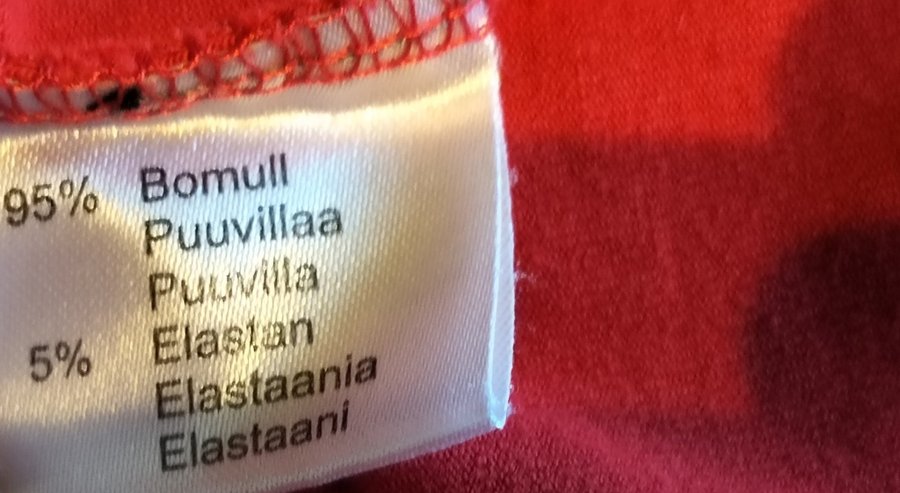 95% Bomull
Puuvillaa
Puuvilla
5% Elastan
Elastaania
Elastaani